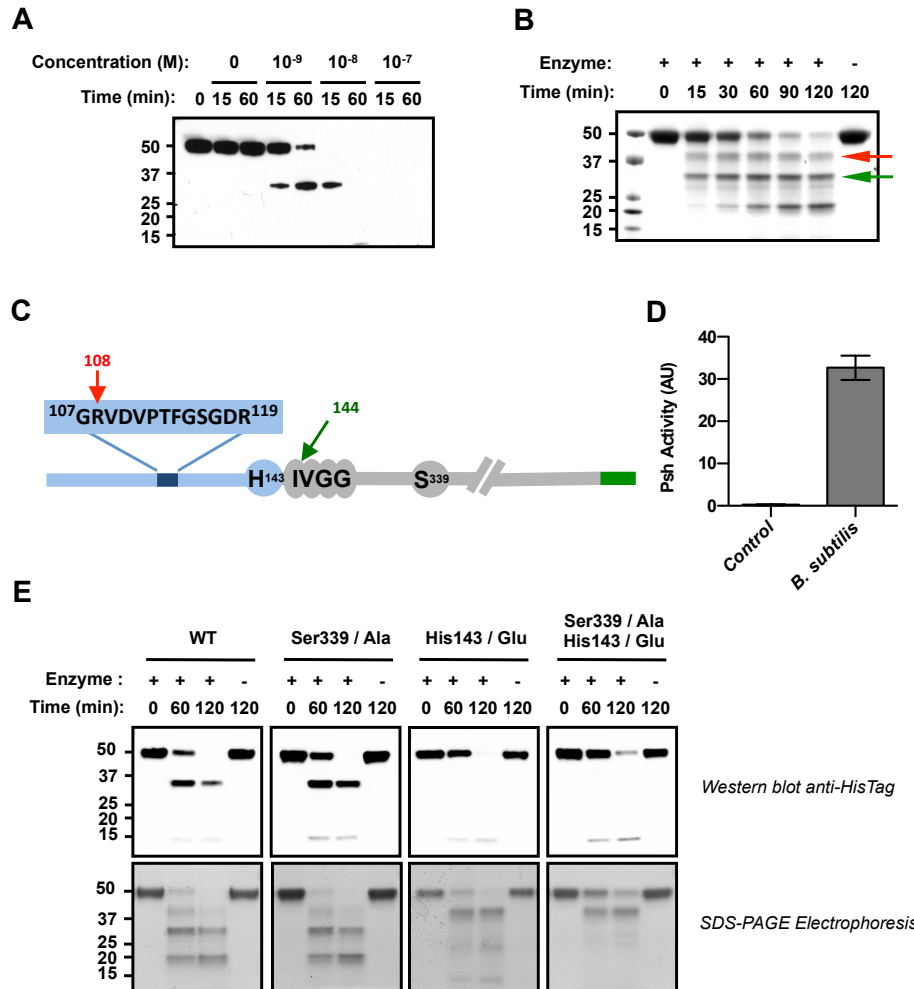 A
Concentration (M): 0 10⁻⁹ 10⁻⁸ 10⁻⁷
Time (min): 0 15 60 15 60 15 60 15 60
50
37
25
20
15
B
Enzyme: + + + + + + -
Time (min): 0 15 30 60 90 120 120
50
37
25
20
15
C
108
¹⁰⁷GRVDVPTFGSGDR¹¹⁹
144
H¹⁴³ IVGG S³³⁹
D
Psh Activity (AU)
40
30
20
10
0
Control
B. subtilis
E
WT Ser339 / Ala His143 / Glu Ser339 / Ala
His143 / Glu
Enzyme : + + + - + + + - + + + - + + + -
Time (min): 0 60 120 120 0 60 120 120 0 60 120 120 0 60 120 120
50
37
25
20
15
Western blot anti-HisTag
50
37
25
20
15
SDS-PAGE Electrophoresis